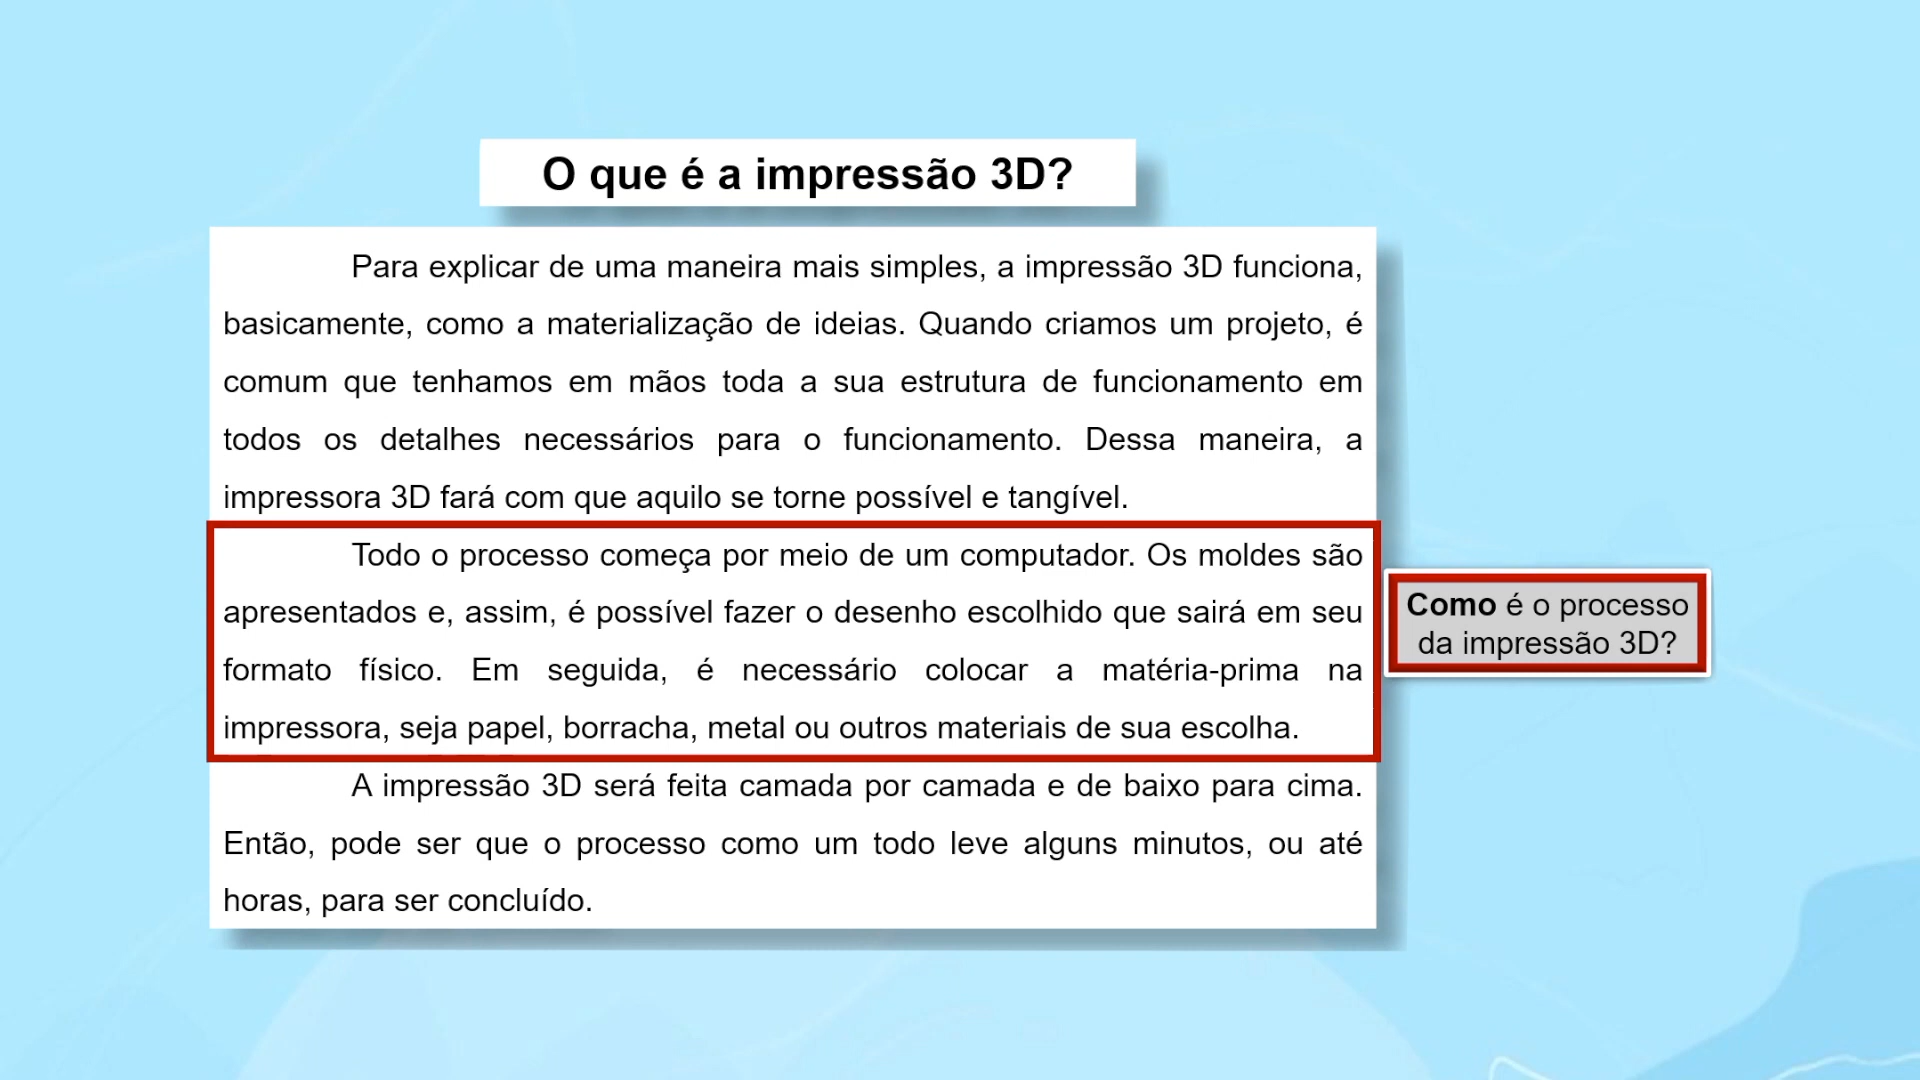 O que é a impressão 3D?
Para explicar de uma maneira mais simples, a impressão 3D funciona,
basicamente, como a materialização de ideias. Quando criamos um projeto, é
comum que tenhamos em mãos toda a sua estrutura de funcionamento em
todos os detalhes necessários para o funcionamento. Dessa maneira, a
impressora 3D fará com que aquilo se torne possível e tangível.
Todo o processo começa por meio de um computador. Os moldes são
apresentados e, assim, é possível fazer o desenho escolhido que sairá em seu
formato físico. Em seguida, é necessário colocar a matéria-prima na
impressora, seja papel, borracha, metal ou outros materiais de sua escolha.
A impressão 3D será feita camada por camada e de baixo para cima.
Então, pode ser que o processo como um todo leve alguns minutos, ou até
horas, para ser concluído.
Como é o processo
da impressão 3D?